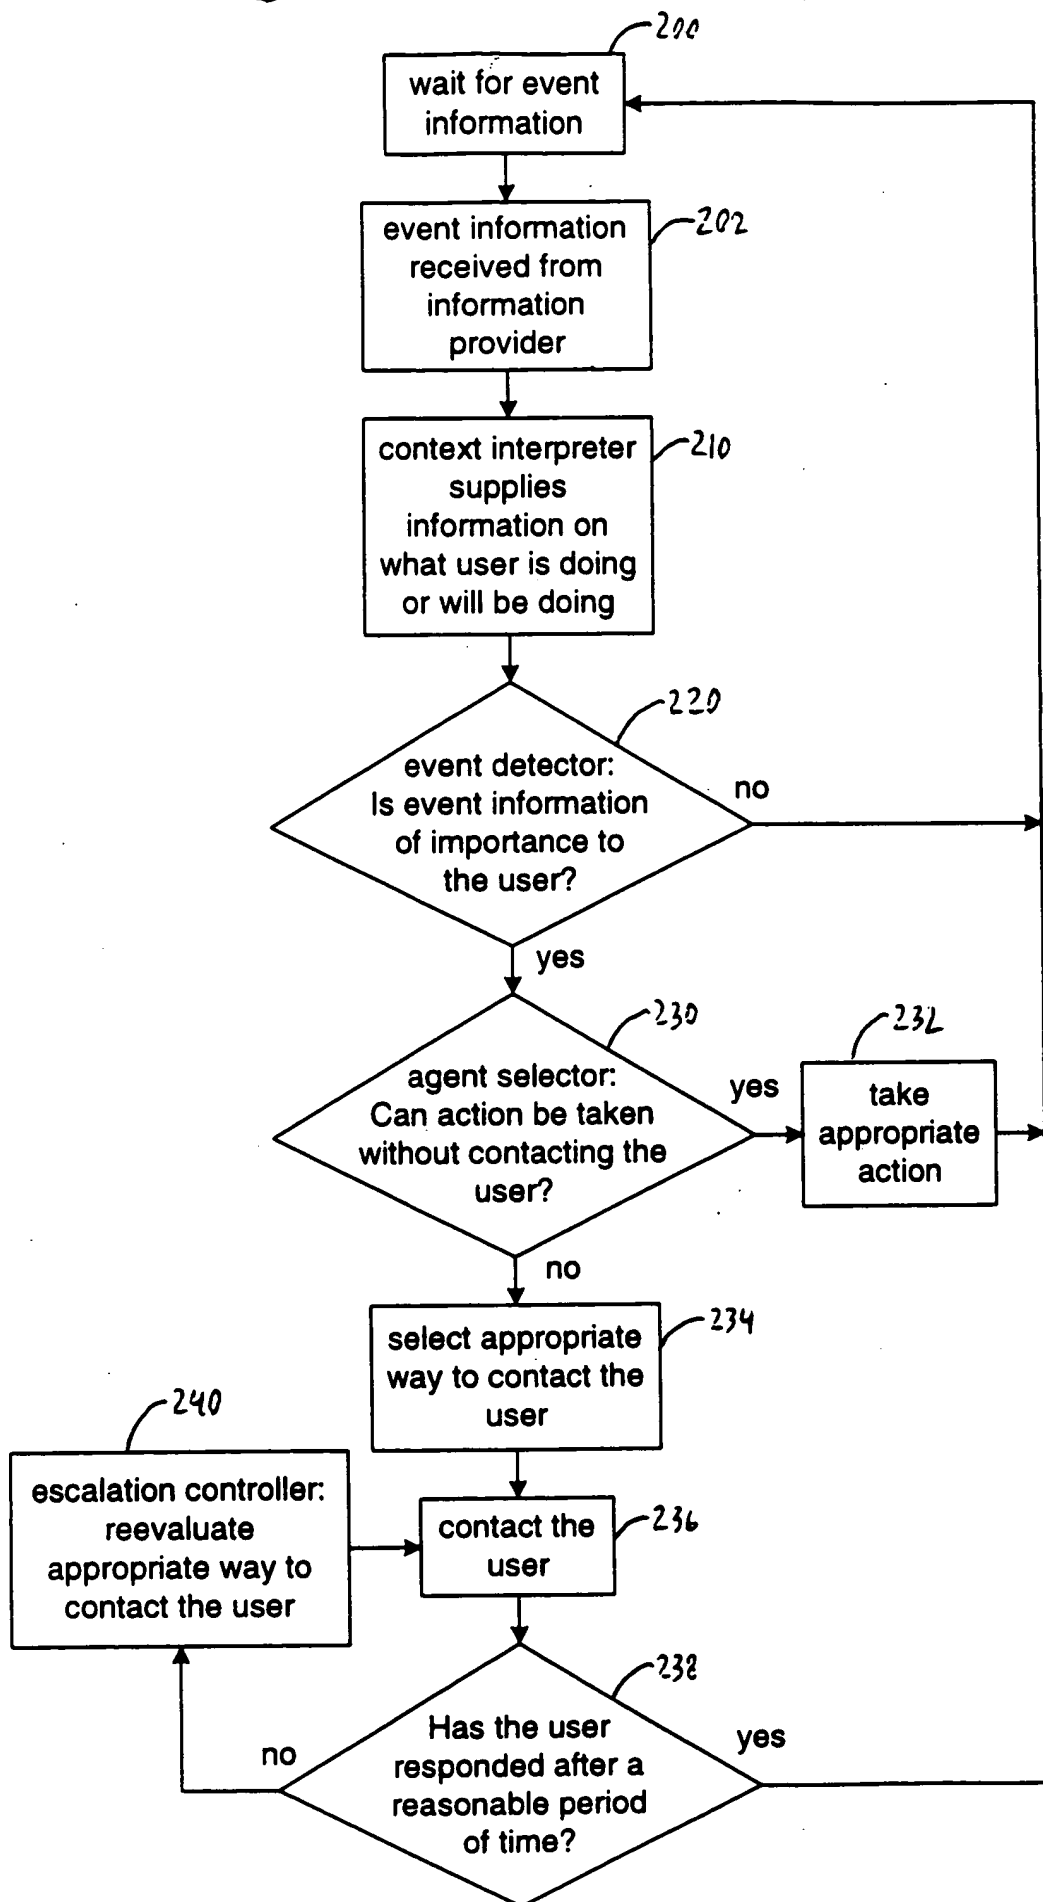 200
wait for event
information
event information
received from
information
provider
202
context interpreter
supplies
information on
what user is doing
or will be doing
210
220
event detector:
Is event information
of importance to
the user?
no
yes
230
agent selector:
Can action be taken
without contacting the
user?
yes
232
take
appropriate
action
no
select appropriate
way to contact the
user
234
240
escalation controller:
reevaluate
appropriate way to
contact the user
contact the
user
236
238
Has the user
responded after a
reasonable period
of time?
no
yes